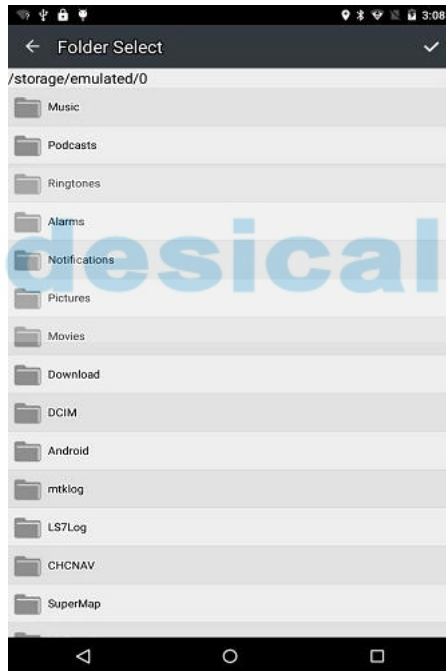 3:08
Folder Select
/storage/emulated/0
Music
Podcasts
Ringtones
Alarms
desical
Notifications
Pictures
Movies
Download
DCIM
Android
mtklog
LS7Log
CHCNAV
SuperMap